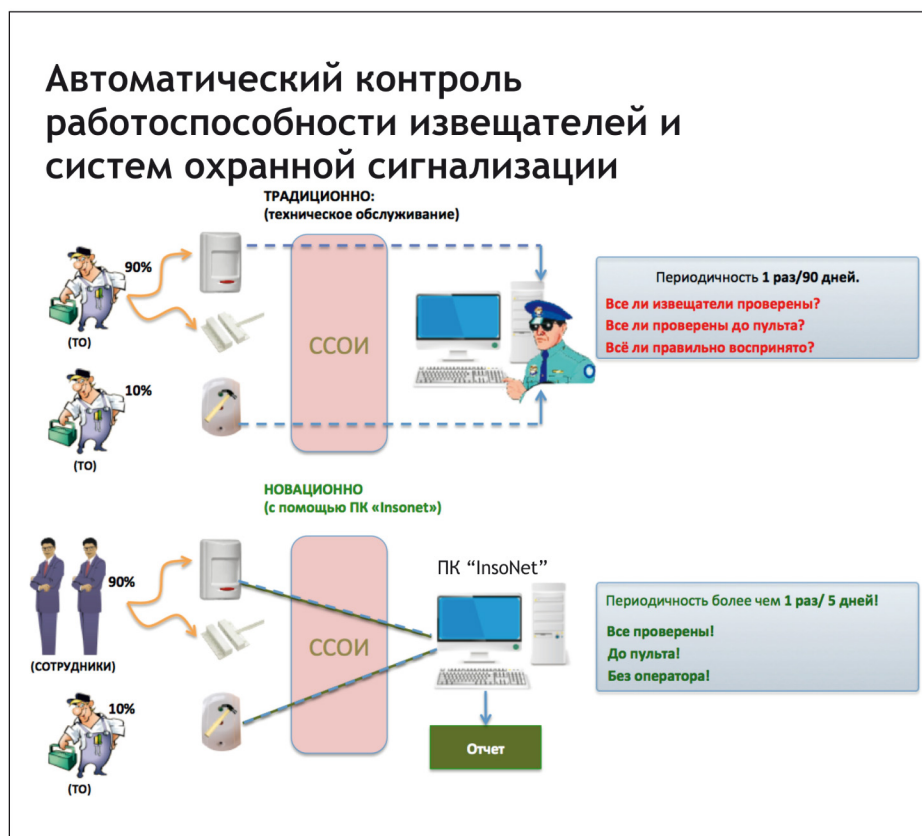 Автоматический контроль
работоспособности извещателей и
систем охранной сигнализации
ТРАДИЦИОННО:
(техническое обслуживание)
90%
(ТО)
ССОИ
Периодичность 1 раз/90 дней.
Все ли извещатели проверены?
Все ли проверены до пульта?
Всё ли правильно воспринято?
10%
(ТО)
НОВАЦИОННО
(с помощью ПК «Insonet»)
90%
(СОТРУДНИКИ)
ССОИ
ПК “InsoNet”
Периодичность более чем 1 раз/ 5 дней!
Все проверены!
До пульта!
Без оператора!
10%
(ТО)
Отчет